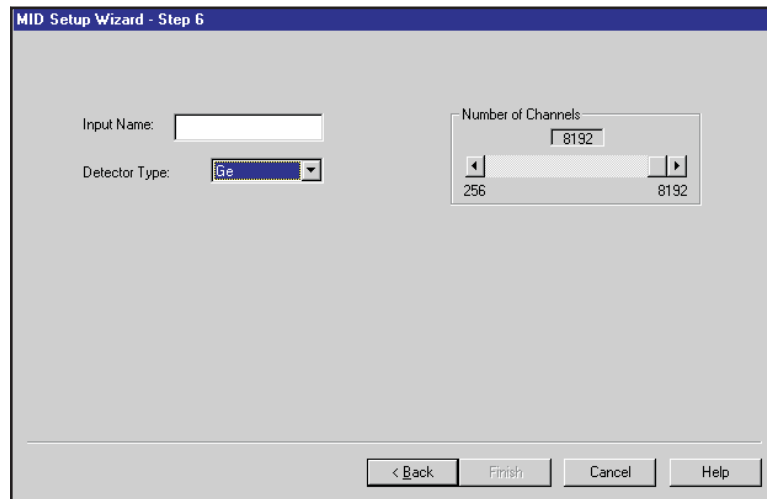 MID Setup Wizard - Step 6
Input Name:
Detector Type:
Ge
Number of Channels
8192
256
8192
< Back
Finish
Cancel
Help